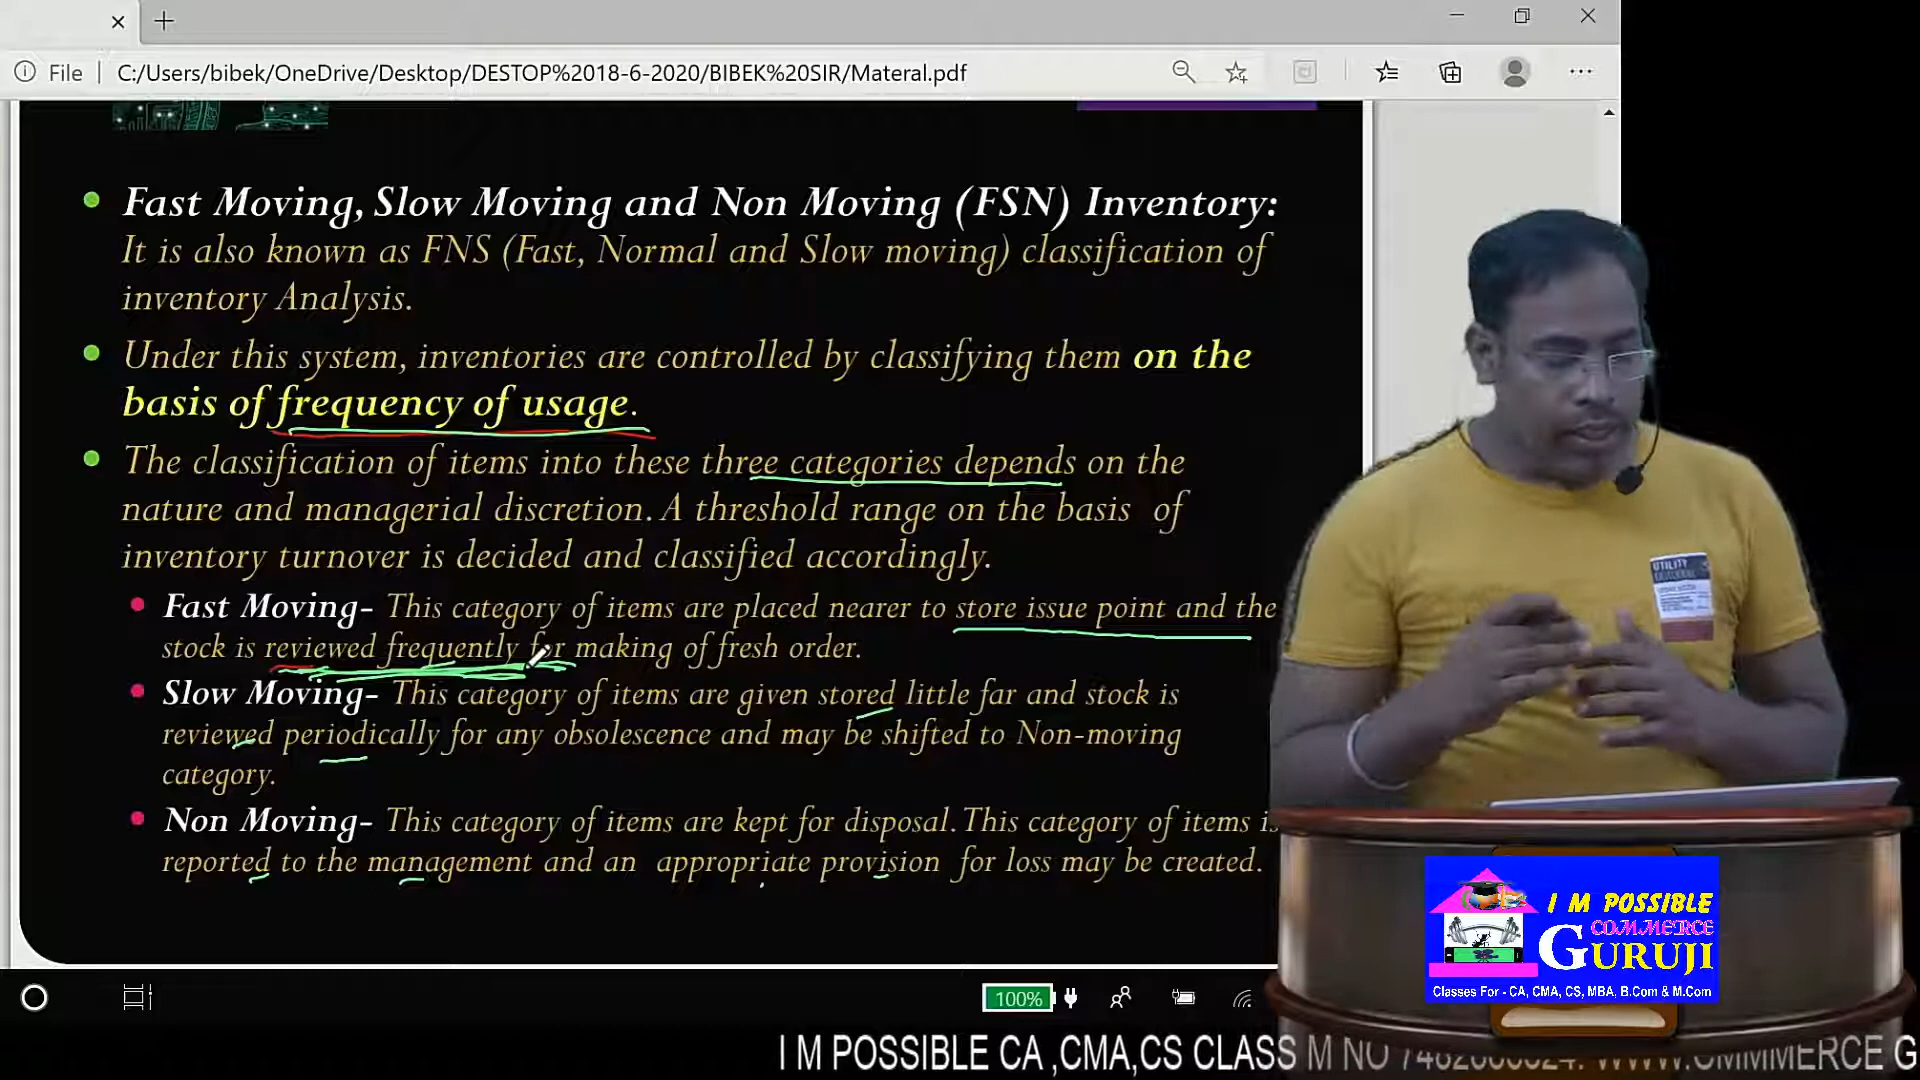 File
C:/Users/bibek/OneDrive/Desktop/DESTOP%2018-6-2020/BIBEK%20SIR/Materal.pdf
Fast Moving, Slow Moving and Non Moving (FSN) Inventory:
It is also known as FNS (Fast, Normal and Slow moving) classification of
inventory Analysis.
Under this system, inventories are controlled by classifying them on the
basis of frequency of usage.
The classification of items into these three categories depends on the
nature and managerial discretion. A threshold range on the basis of
inventory turnover is decided and classified accordingly.
Fast Moving- This category of items are placed nearer to store issue point and the
stock is reviewed frequently for making of fresh order.
Slow Moving- This category of items are given stored little far and stock is
reviewed periodically for any obsolescence and may be shifted to Non-moving
category.
Non Moving- This category of items are kept for disposal. This category of items is
reported to the management and an appropriate provision for loss may be created.
UTILITY
I M POSSIBLE
COMMERCE
GURUJI
Classes For - CA, CMA, CS, MBA, B.Com & M.Com
100%
I M POSSIBLE CA ,CMA,CS CLASS M NO